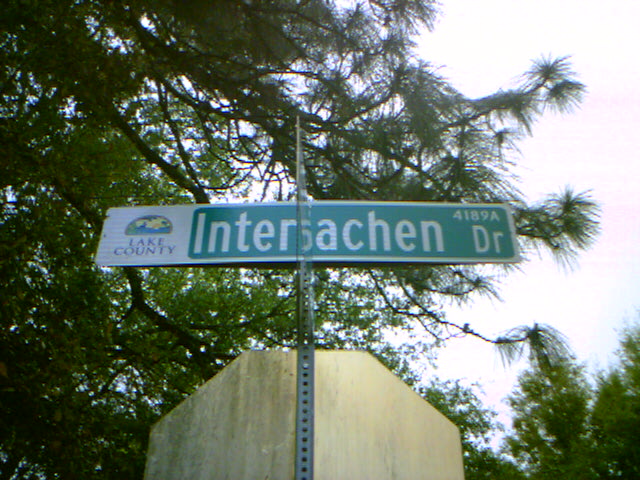 LAKE
COUNTY
Intersachen Dr
4189A